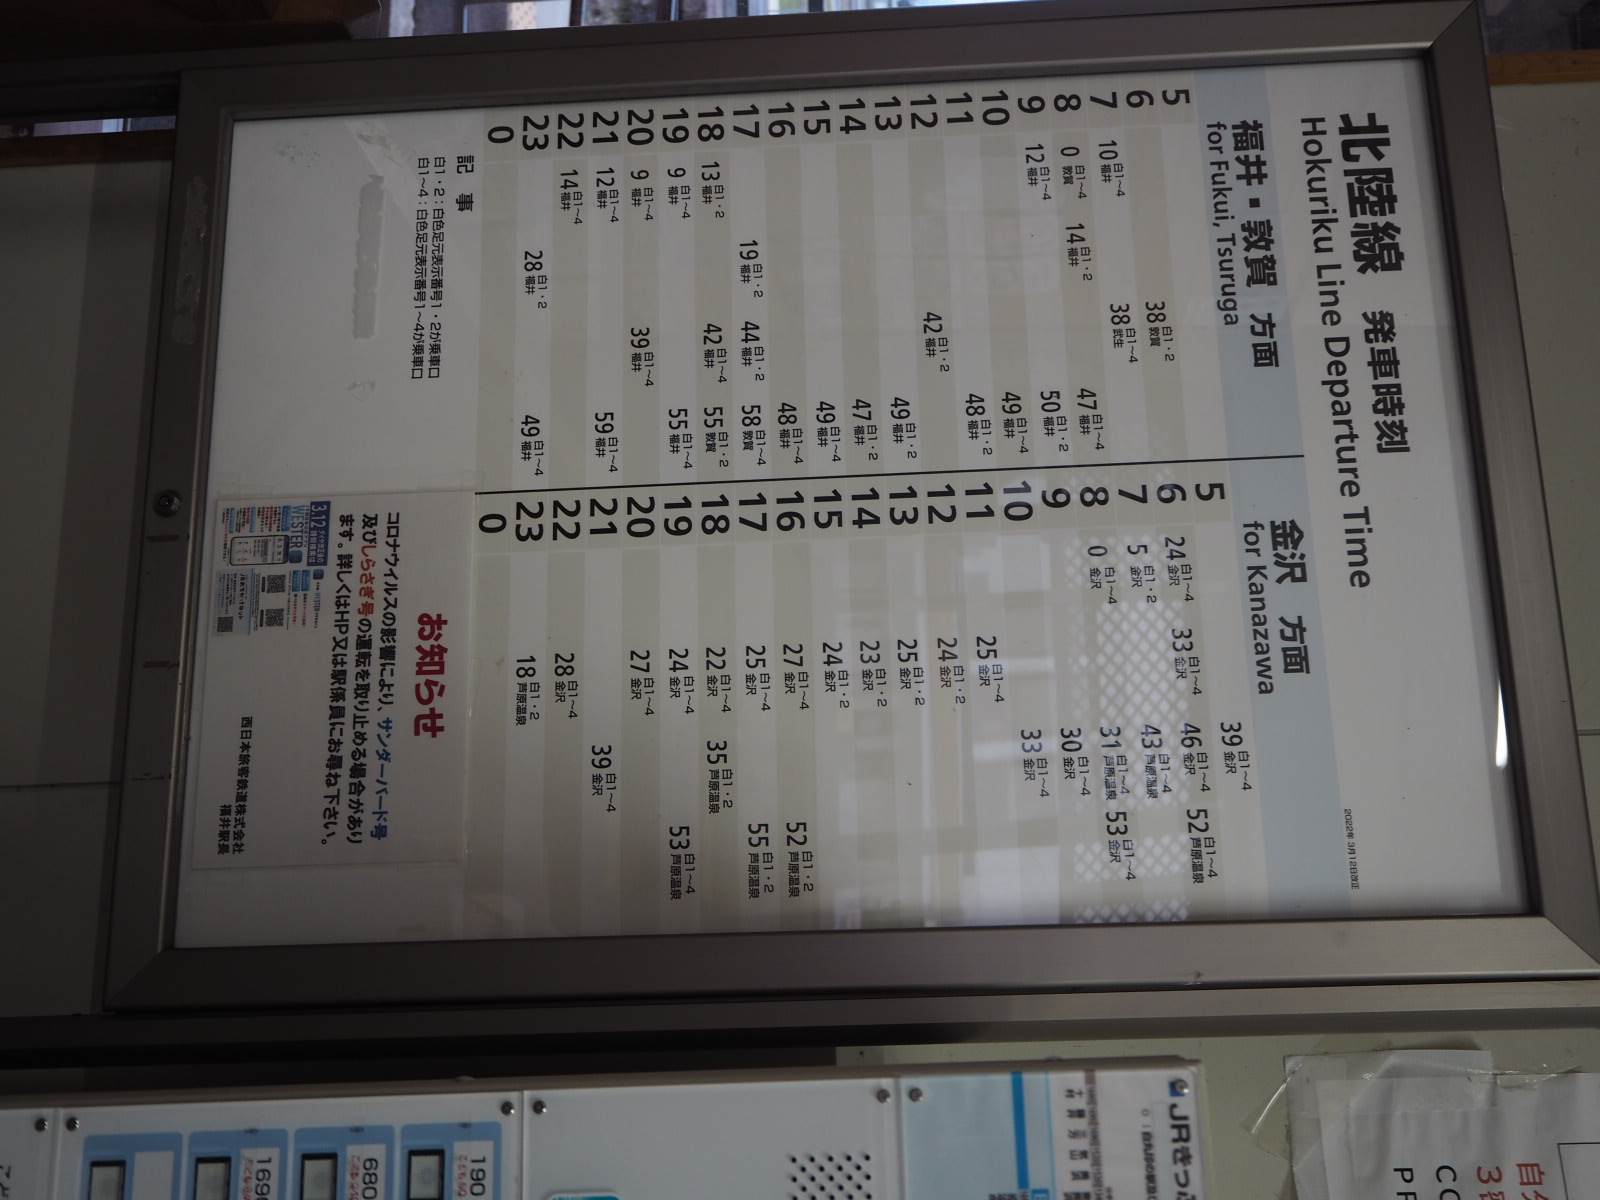 北陸線 発車時刻
Hokuriku Line Departure Time
2022年 3月12日改正
福井・敦賀 方面
for Fukui, Tsuruga
5
6 38 白1・2 敦賀
7 10 白1~4 福井 38 白1~4 武生
8 0 白1~4 敦賀 14 白1・2 福井 47 白1~4 福井
9 12 白1~4 福井 50 白1・2 福井
10 49 白1~4 福井
11 48 白1・2 福井
12 42 白1・2 福井
13 49 白1・2 福井
14 47 白1・2 福井
15 49 白1~4 福井
16 48 白1~4 福井
17 19 白1・2 福井 44 白1・2 福井 58 白1~4 敦賀
18 13 白1・2 福井 42 白1~4 福井 55 白1・2 敦賀
19 9 白1~4 福井 55 白1~4 福井
20 9 白1~4 福井 39 白1~4 福井
21 12 白1~4 福井 59 白1~4 福井
22 14 白1~4 福井
23 28 白1・2 福井 49 白1~4 福井
0
金沢 方面
for Kanazawa
5 39 白1~4 金沢
6 24 白1~4 金沢 33 白1~4 金沢 46 白1~4 金沢 52 白1~4 芦原温泉
7 5 白1・2 金沢 43 白1~4 芦原温泉
8 0 白1~4 金沢 31 白1~4 芦原温泉 53 白1~4 金沢
9 30 白1~4 金沢
10 33 白1~4 金沢
11 25 白1~4 金沢
12 24 白1・2 金沢
13 25 白1・2 金沢
14 23 白1・2 金沢
15 24 白1・2 金沢
16 27 白1~4 金沢 52 白1・2 芦原温泉
17 25 白1~4 金沢 55 白1・2 芦原温泉
18 22 白1~4 金沢 35 白1・2 芦原温泉
19 24 白1~4 金沢 53 白1~4 芦原温泉
20 27 白1~4 金沢
21 39 白1~4 金沢
22 28 白1~4 金沢
23 18 白1・2 芦原温泉
0
記 事
白1・2：白色足元表示番号1・2が乗車口
白1~4：白色足元表示番号1~4が乗車口
お知らせ
コロナウイルスの影響により、サンダーバード号
及びしらさぎ号の運転を取り止める場合があり
ます。詳しくはHP又は駅係員にお尋ね下さい。
3.12
WESTER
西日本旅客鉄道株式会社
福井駅長
JRきっぷ
190
680
169